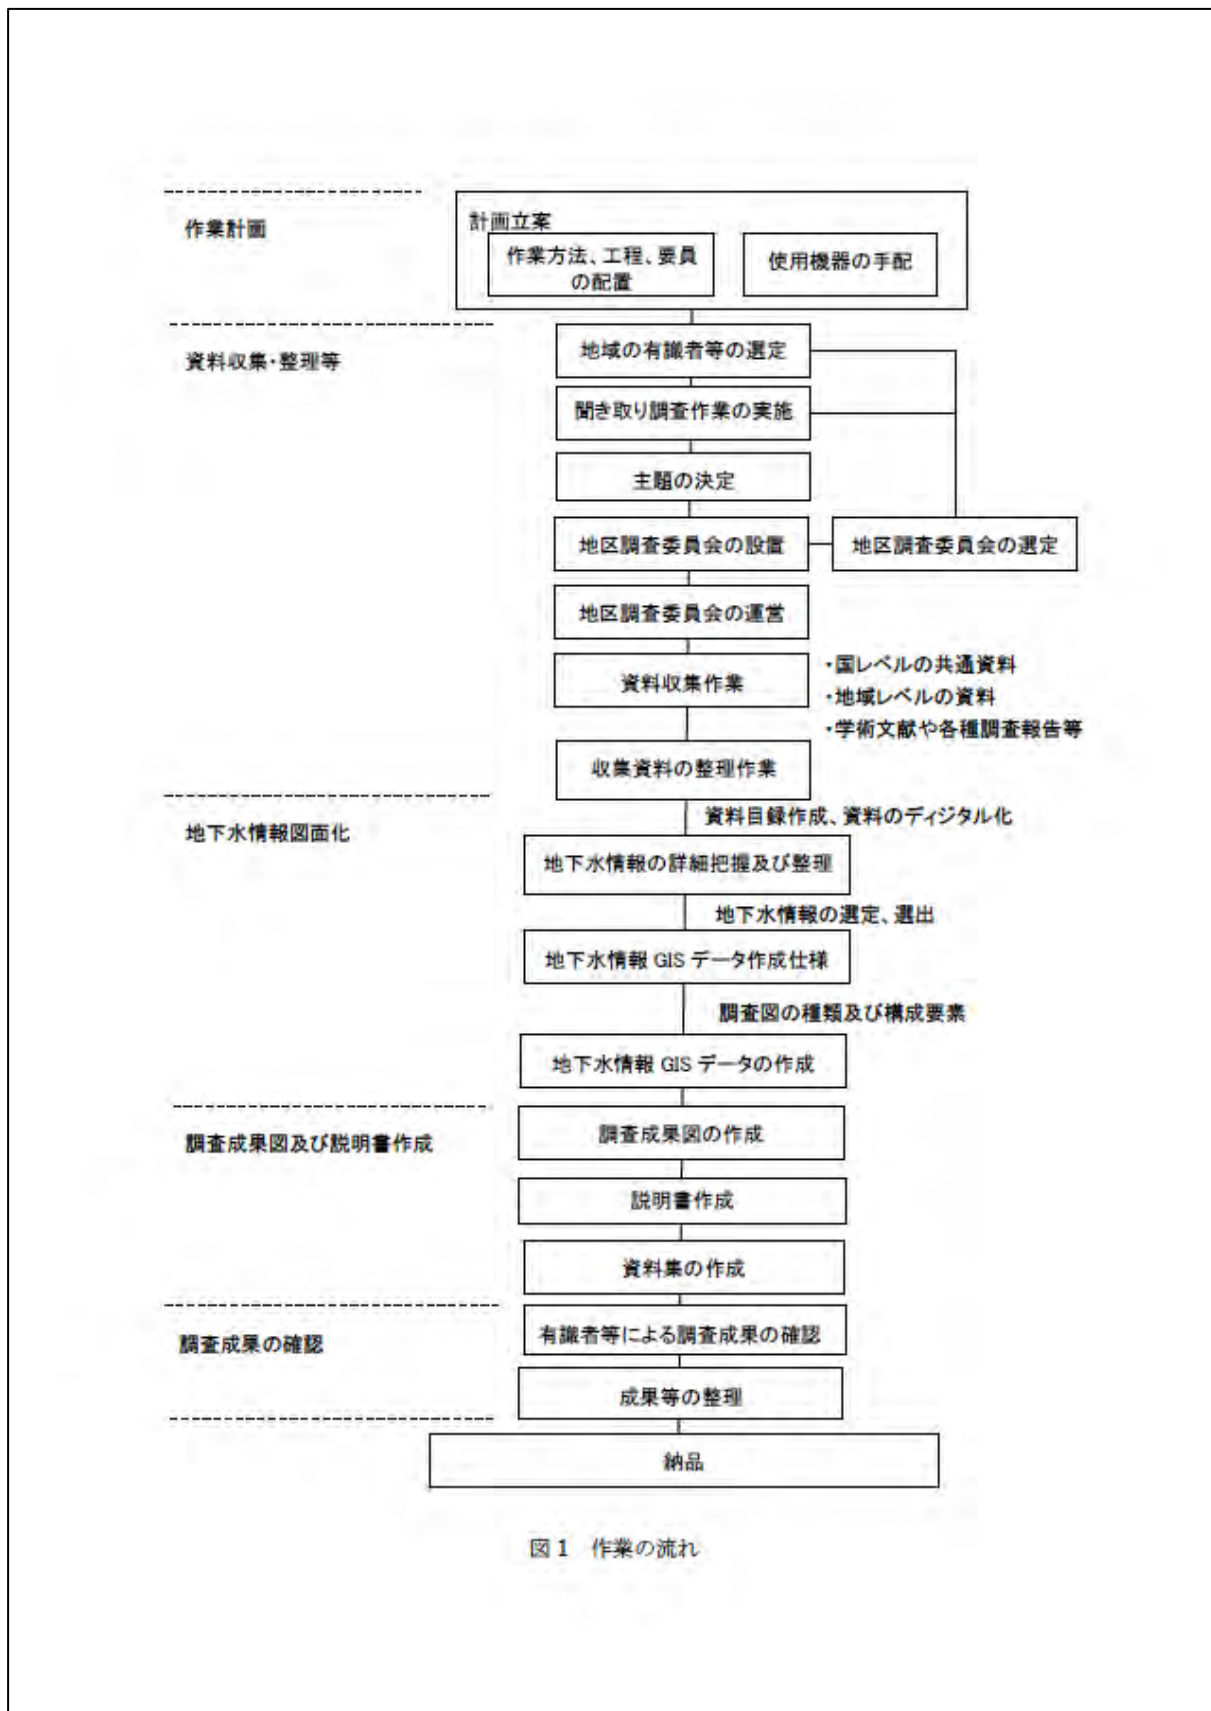 作業計画
計画立案
作業方法、工程、要員
の配置
使用機器の手配
資料収集・整理等
地域の有識者等の選定
聞き取り調査作業の実施
主題の決定
地区調査委員会の設置
地区調査委員会の選定
地区調査委員会の運営
資料収集作業
・国レベルの共通資料
・地域レベルの資料
・学術文献や各種調査報告等
収集資料の整理作業
資料目録作成、資料のディジタル化
地下水情報図面化
地下水情報の詳細把握及び整理
地下水情報の選定、選出
地下水情報 GIS データ作成仕様
調査図の種類及び構成要素
地下水情報 GIS データの作成
調査成果図及び説明書作成
調査成果図の作成
説明書作成
資料集の作成
調査成果の確認
有識者等による調査成果の確認
成果等の整理
納品
図 1　作業の流れ